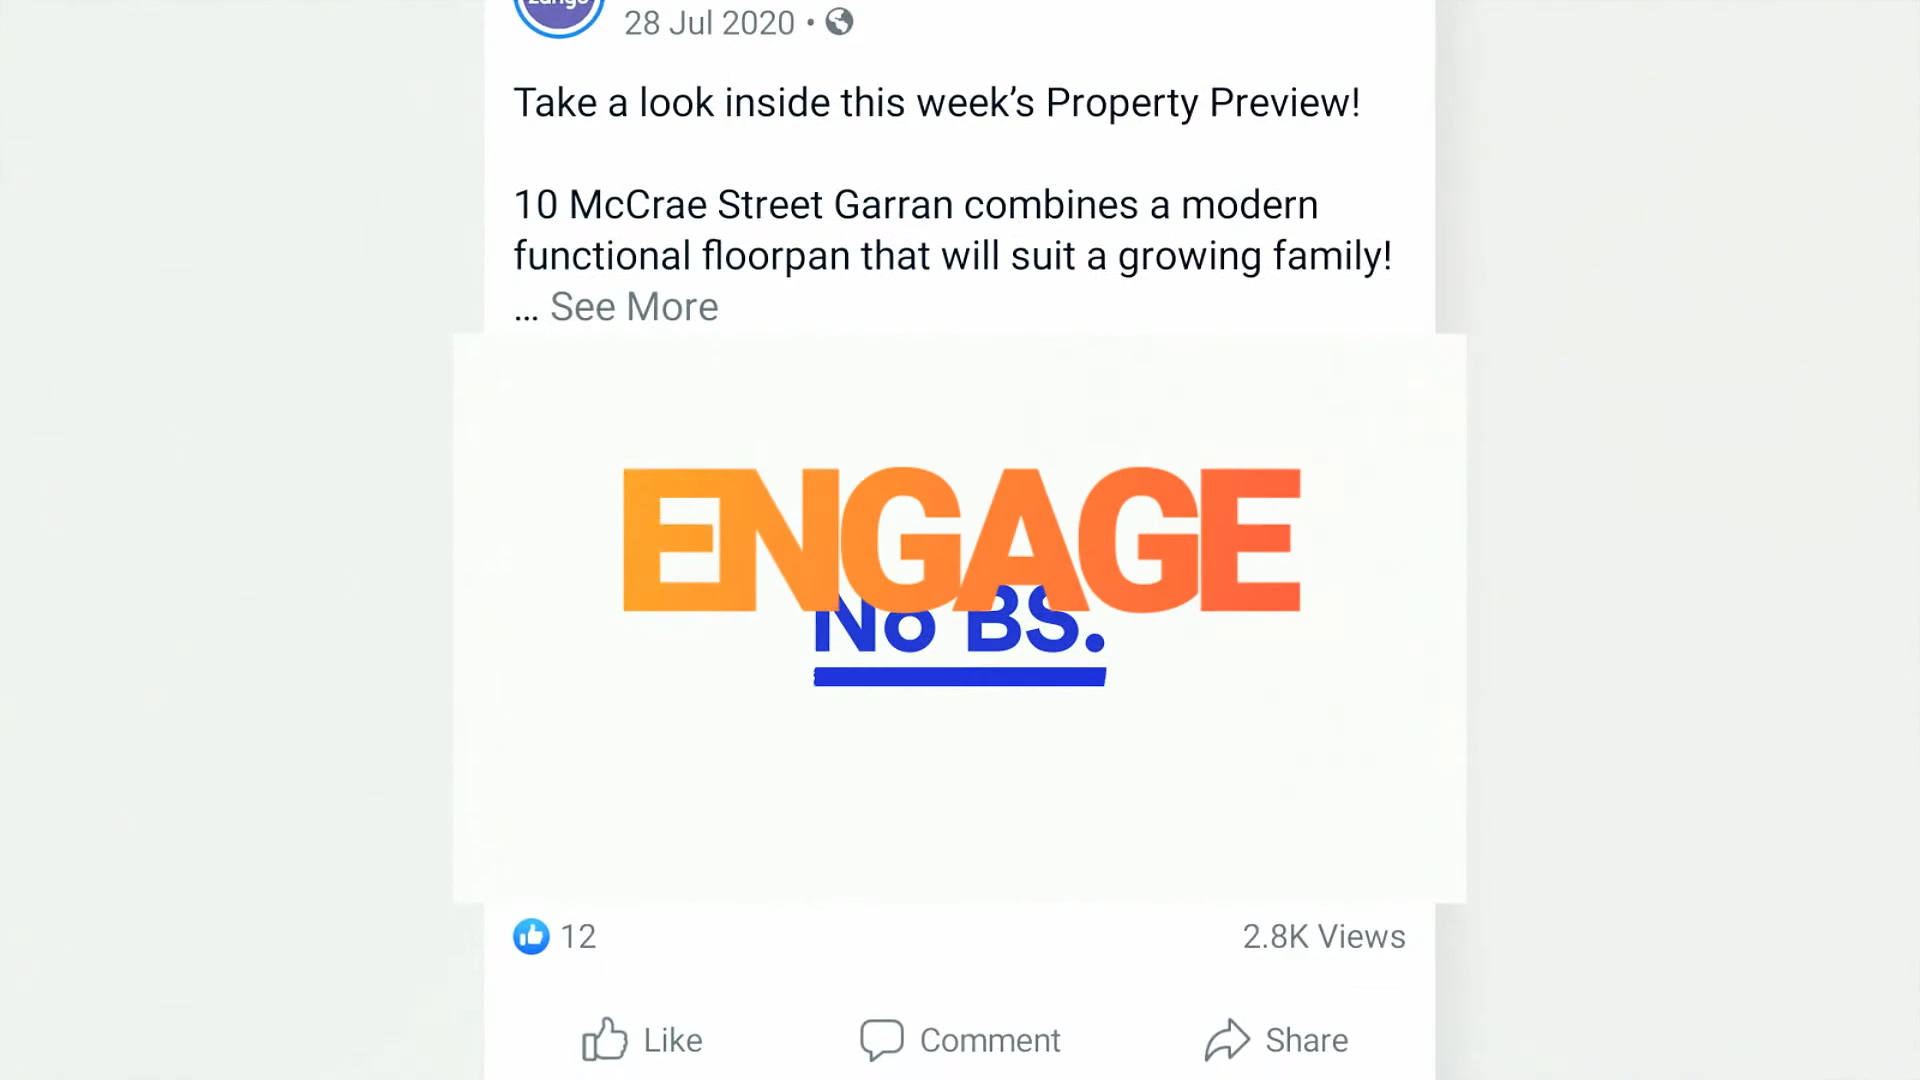 28 Jul 2020 •
Take a look inside this week’s Property Preview!
10 McCrae Street Garran combines a modern
functional floorpan that will suit a growing family!
... See More
ENGAGE
No BS.
12
2.8K Views
Like
Comment
Share